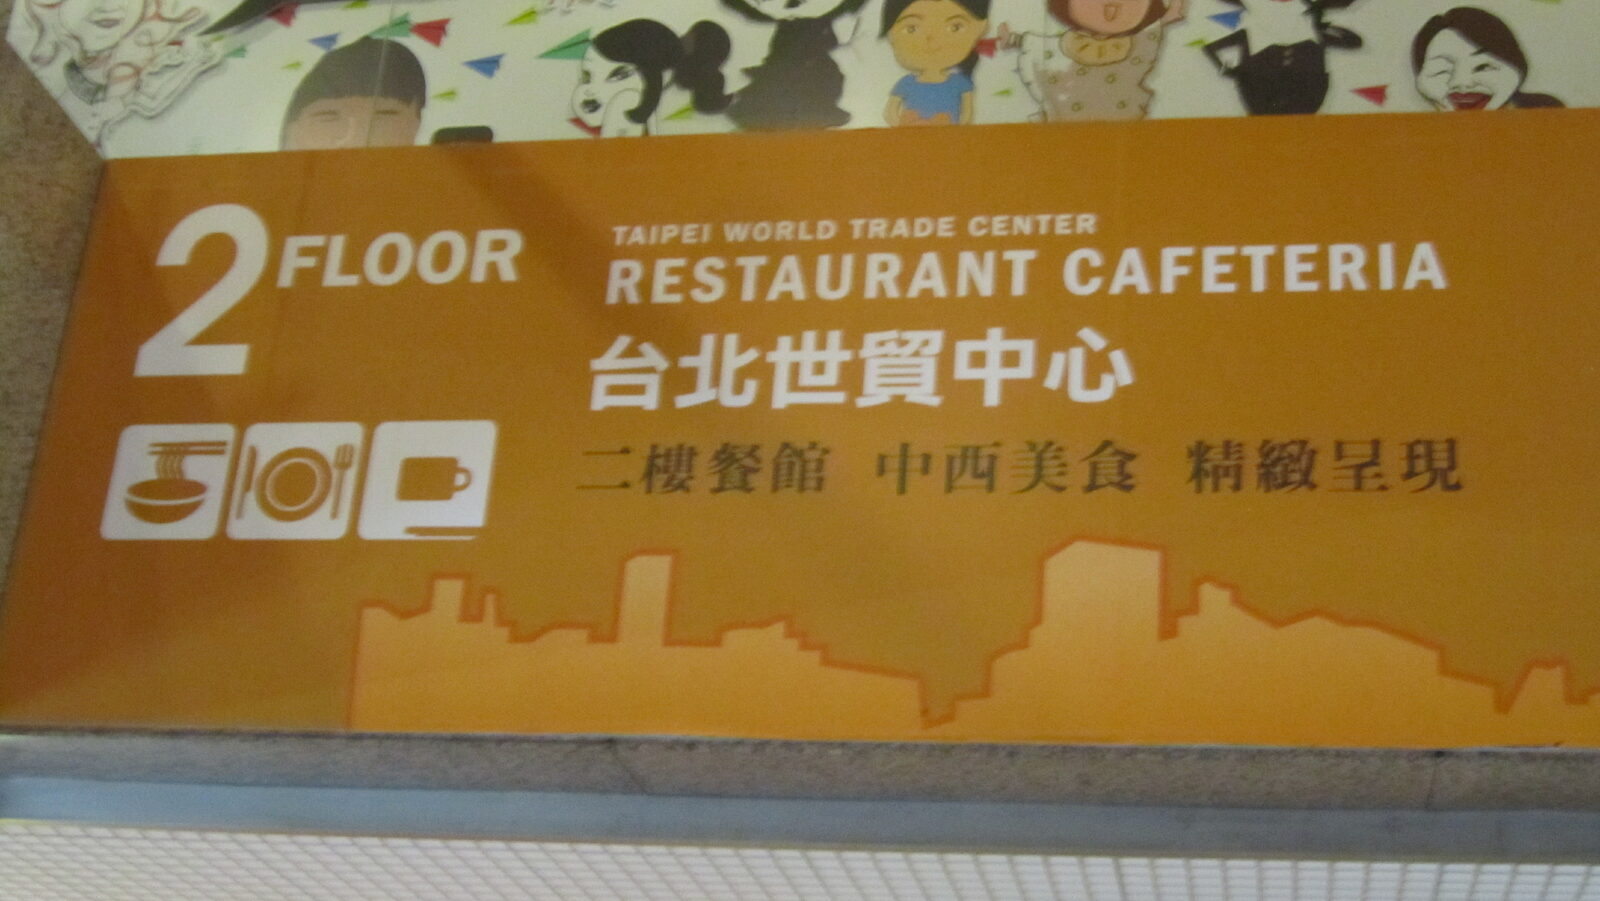 2 FLOOR
TAIPEI WORLD TRADE CENTER
RESTAURANT CAFETERIA
台北世貿中心
二樓餐館 中西美食 精緻呈現